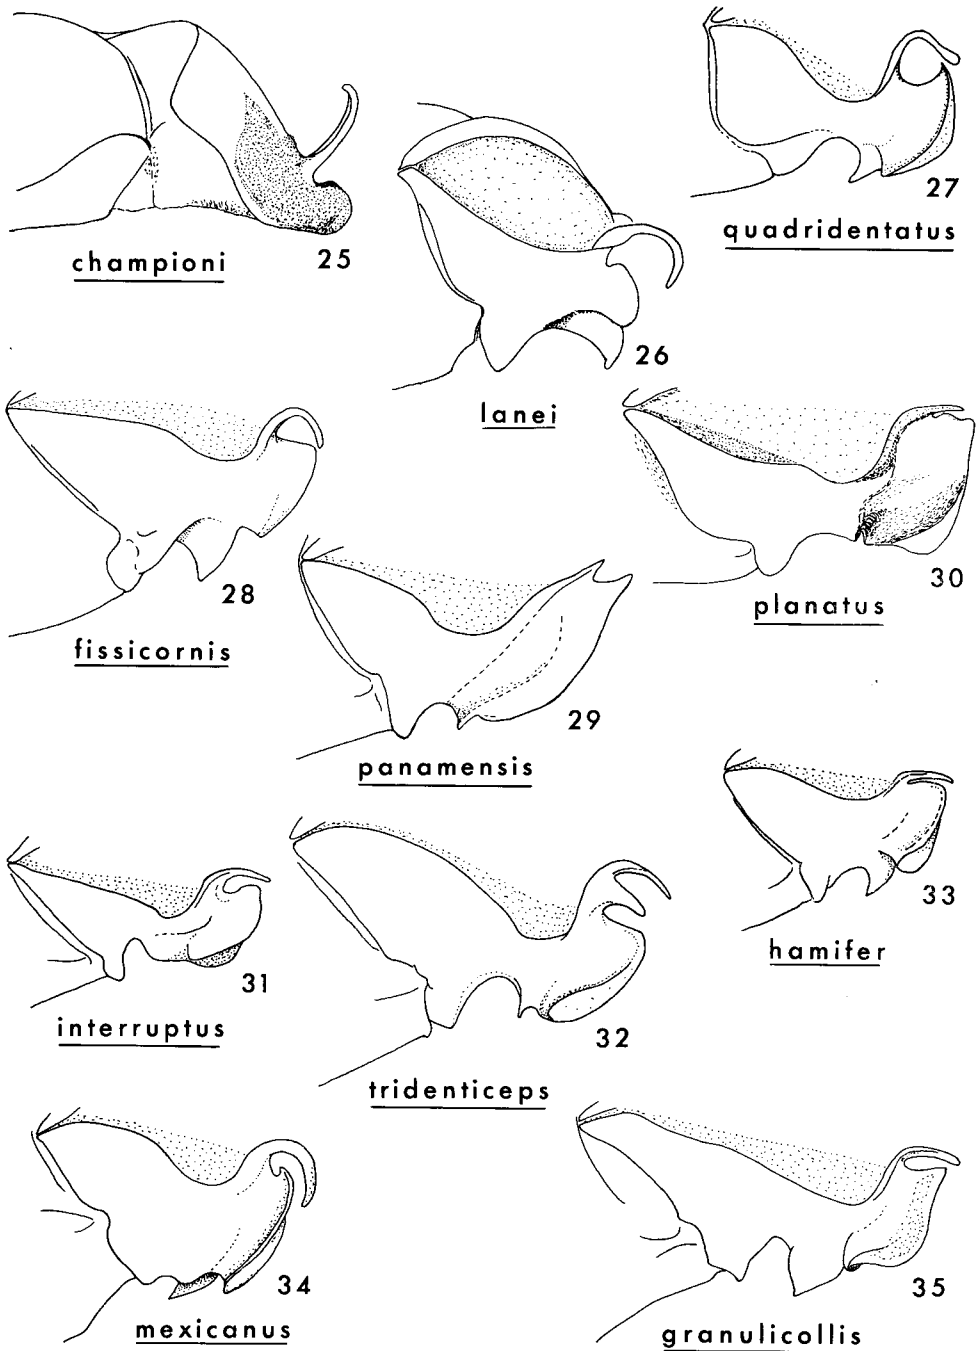 25
championi
26
lanei
27
quadridentatus
28
fissicornis
29
panamensis
30
planatus
31
interruptus
32
tridenticeps
33
hamifer
34
mexicanus
35
granulicollis